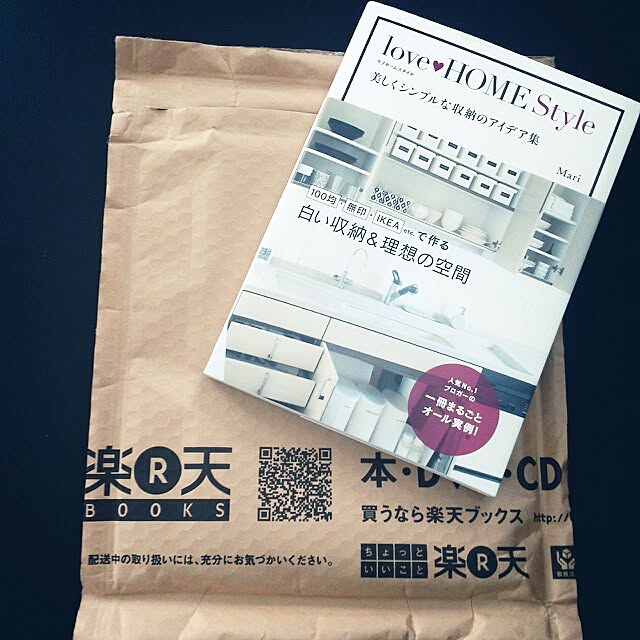 love♥HOME Style
ラブホームスタイル
美しくシンプルな収納のアイデア集
Mari
100均 無印 IKEA etc.で作る
白い収納＆理想の空間
人気No.1
ブロガーの
一冊まるごと
オール実例！
楽R天
BOOKS
本・D・CD
買うなら楽天ブックス http:/
配送中の取り扱いには、充分にお気づかいください。
ちょっと
いいこと
楽R天